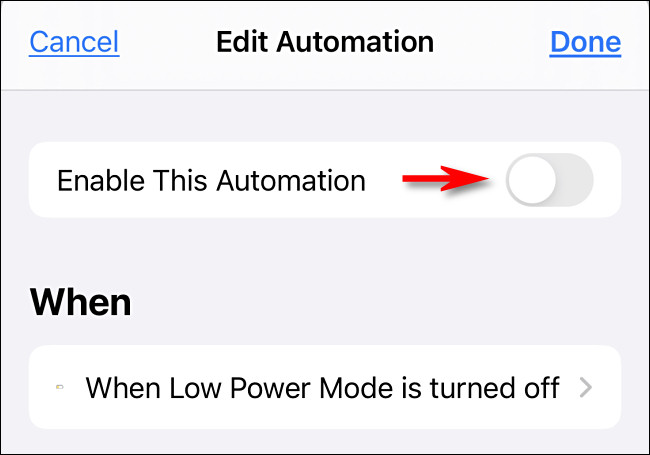 Cancel Edit Automation Done
Enable This Automation
When
When Low Power Mode is turned off